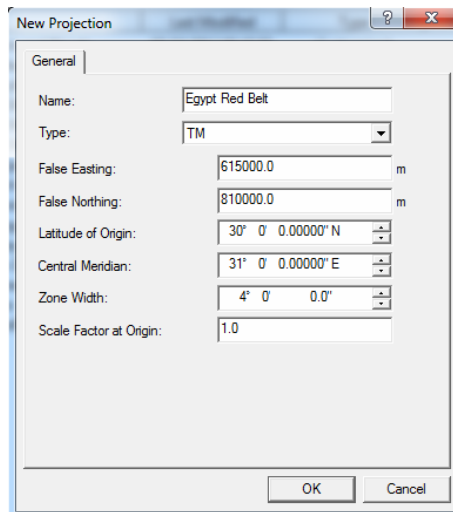 New Projection
?
X
General
Name: Egypt Red Belt
Type: TM
False Easting: 615000.0 m
False Northing: 810000.0 m
Latitude of Origin: 30° 0' 0.00000" N
Central Meridian: 31° 0' 0.00000" E
Zone Width: 4° 0' 0.0"
Scale Factor at Origin: 1.0
OK Cancel